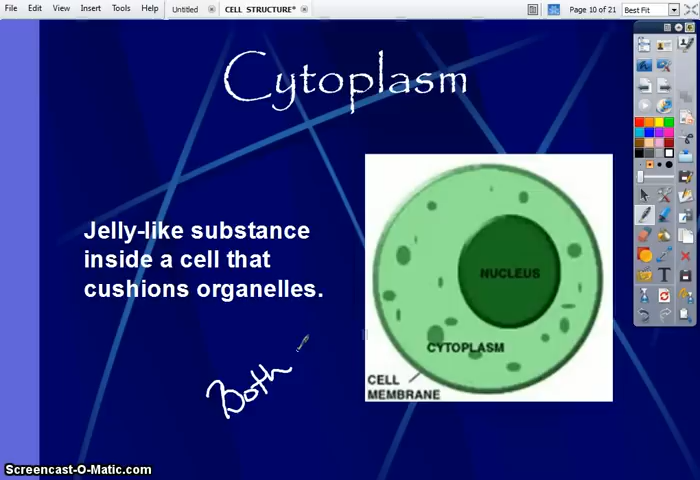 File Edit View Insert Tools Help Untitled CELL STRUCTURE* Page 10 of 21 Best Fit
Cytoplasm
Jelly-like substance
inside a cell that
cushions organelles.
NUCLEUS
CYTOPLASM
CELL
MEMBRANE
Both
Screencast-O-Matic.com